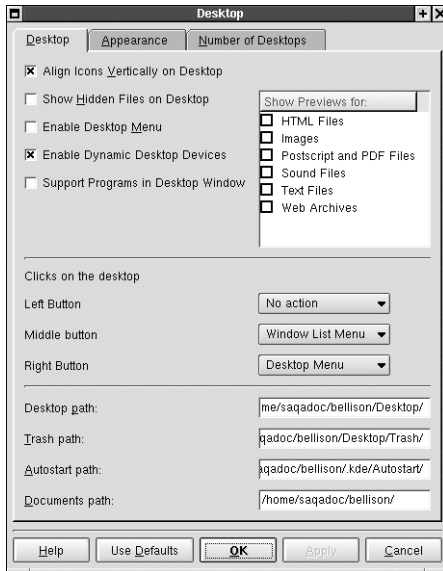 Desktop
Desktop Appearance Number of Desktops
Align Icons Vertically on Desktop
Show Hidden Files on Desktop
Enable Desktop Menu
Enable Dynamic Desktop Devices
Support Programs in Desktop Window
Show Previews for:
HTML Files
Images
Postscript and PDF Files
Sound Files
Text Files
Web Archives
Clicks on the desktop
Left Button No action
Middle button Window List Menu
Right Button Desktop Menu
Desktop path: me/saqadoc/bellison/Desktop/
Trash path: qadoc/bellison/Desktop/Trash/
Autostart path: aqadoc/bellison/.kde/Autostart/
Documents path: /home/saqadoc/bellison/
Help Use Defaults OK Apply Cancel